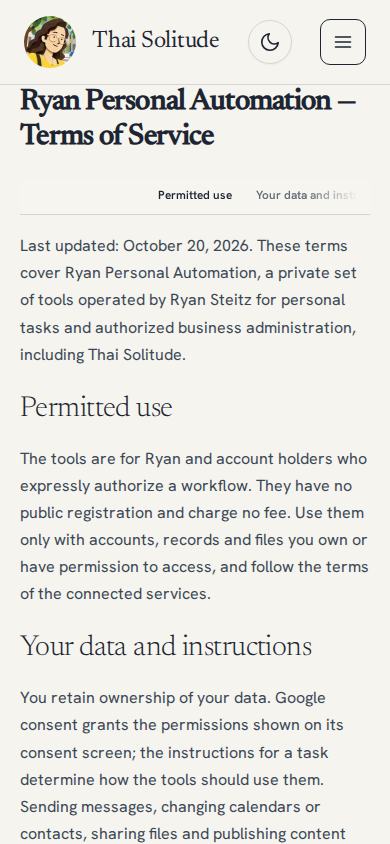 Thai Solitude
Ryan Personal Automation —
Terms of Service
Permitted use
Your data and inst
Last updated: October 20, 2026. These terms
cover Ryan Personal Automation, a private set
of tools operated by Ryan Steitz for personal
tasks and authorized business administration,
including Thai Solitude.
Permitted use
The tools are for Ryan and account holders who
expressly authorize a workflow. They have no
public registration and charge no fee. Use them
only with accounts, records and files you own or
have permission to access, and follow the terms
of the connected services.
Your data and instructions
You retain ownership of your data. Google
consent grants the permissions shown on its
consent screen; the instructions for a task
determine how the tools should use them.
Sending messages, changing calendars or
contacts, sharing files and publishing content